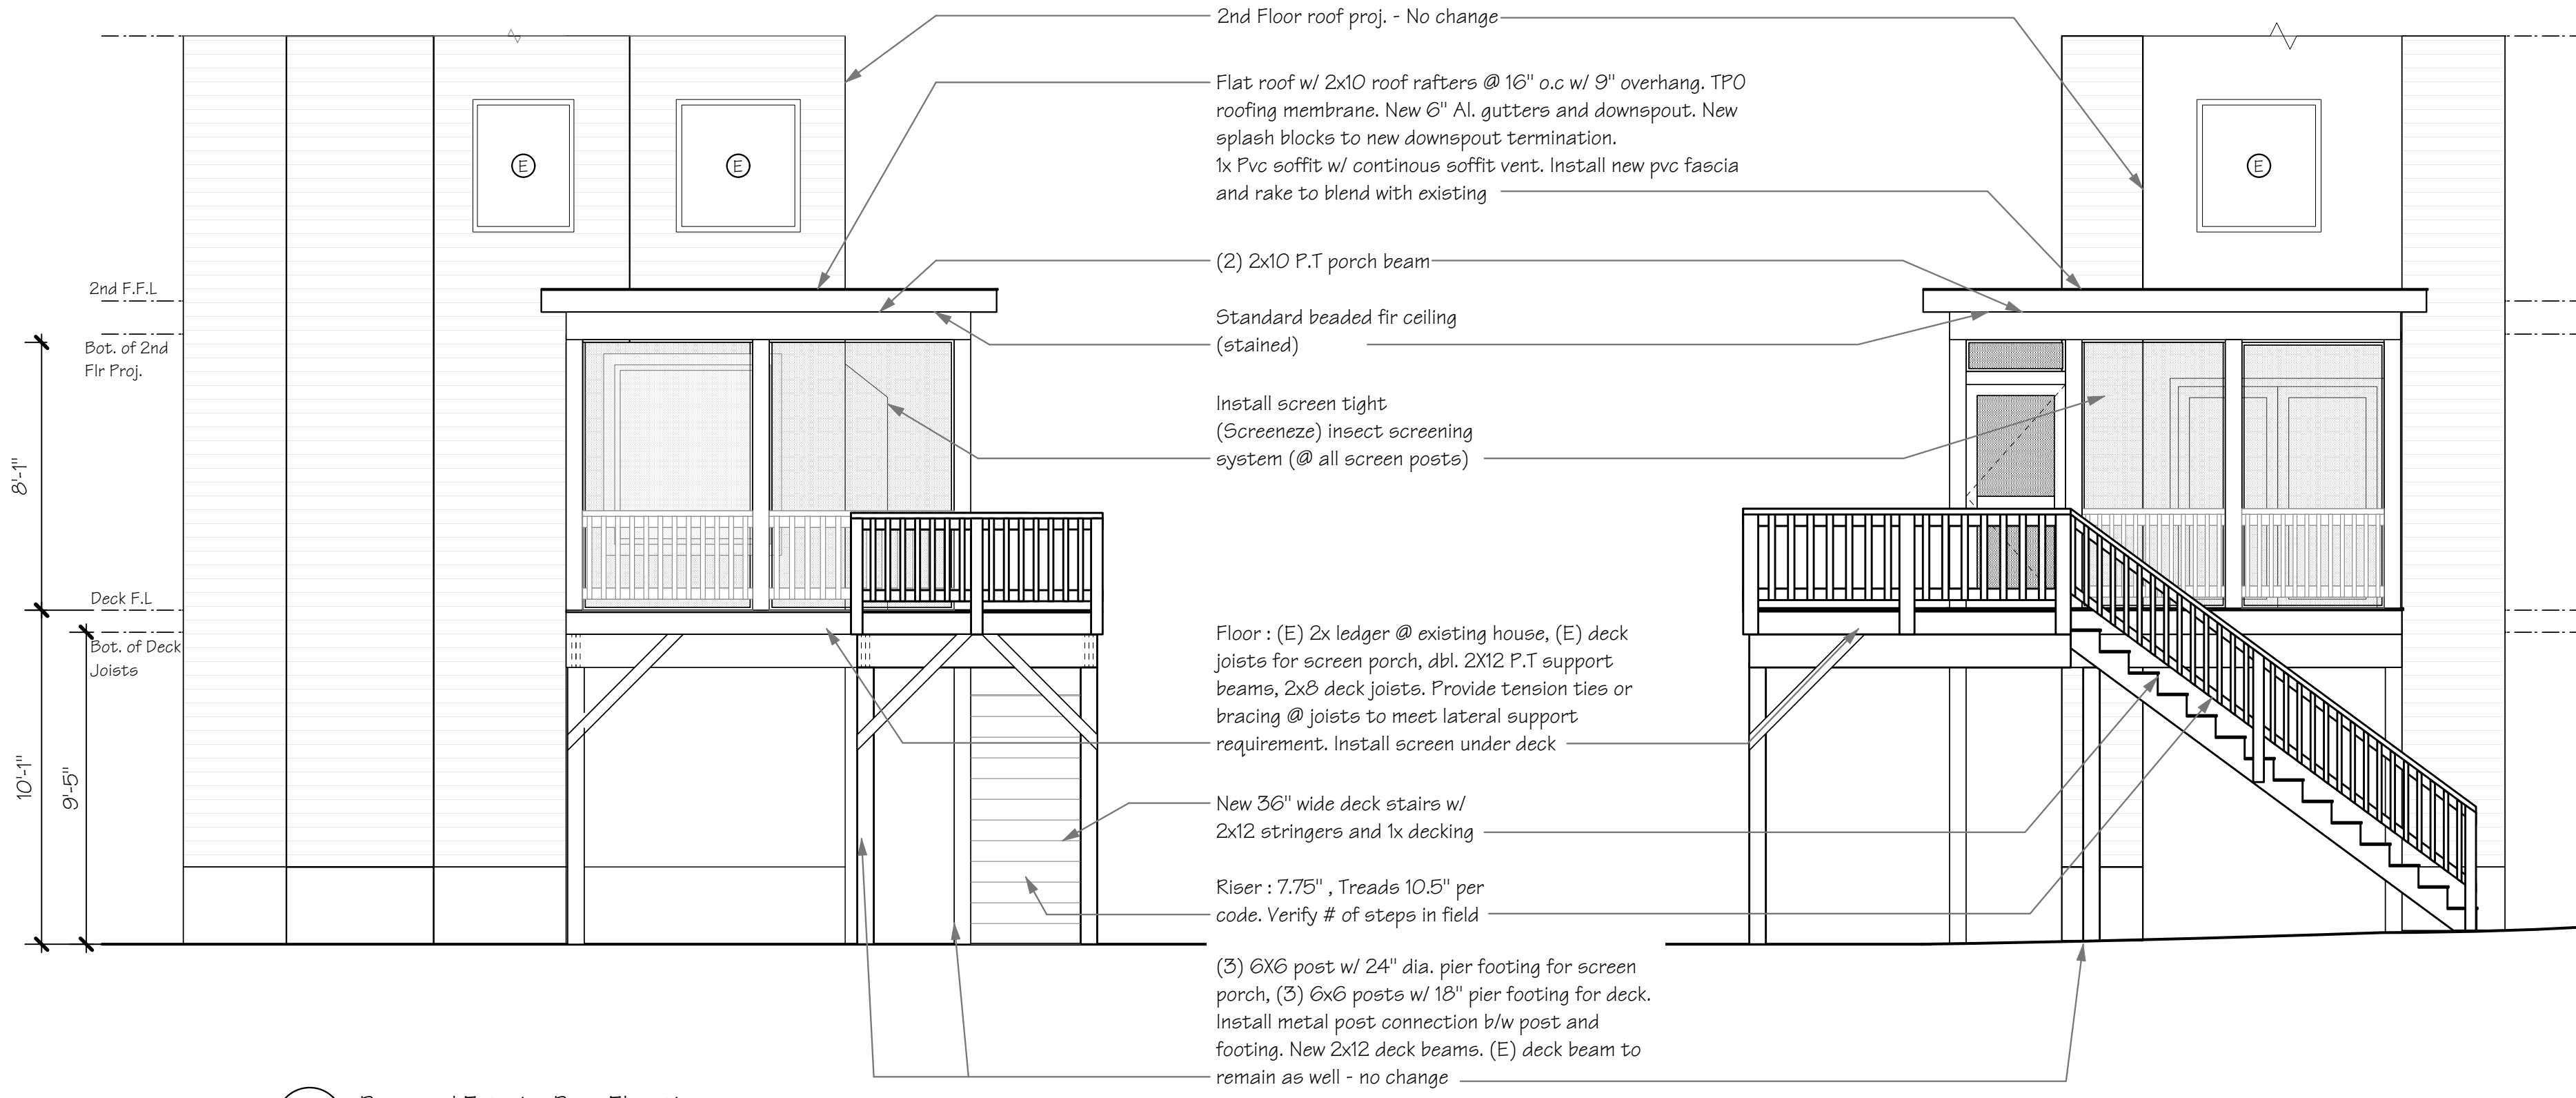 2nd Floor roof proj. - No change
Flat roof w/ 2x10 roof rafters @ 16" o.c w/ 9" overhang. TPO
roofing membrane. New 6" Al. gutters and downspout. New
splash blocks to new downspout termination.
1x Pvc soffit w/ continous soffit vent. Install new pvc fascia
and rake to blend with existing
E
E
E
(2) 2x10 P.T porch beam
2nd F.F.L
Standard beaded fir ceiling
(stained)
Bot. of 2nd
Flr Proj.
Install screen tight
(Screeneze) insect screening
system (@ all screen posts)
8'-1"
Deck F.L
Bot. of Deck
Joists
Floor : (E) 2x ledger @ existing house, (E) deck
joists for screen porch, dbl. 2X12 P.T support
beams, 2x8 deck joists. Provide tension ties or
bracing @ joists to meet lateral support
requirement. Install screen under deck
10'-1"
9'-5"
New 36" wide deck stairs w/
2x12 stringers and 1x decking
Riser : 7.75" , Treads 10.5" per
code. Verify # of steps in field
(3) 6X6 post w/ 24" dia. pier footing for screen
porch, (3) 6x6 posts w/ 18" pier footing for deck.
Install metal post connection b/w post and
footing. New 2x12 deck beams. (E) deck beam to
remain as well - no change